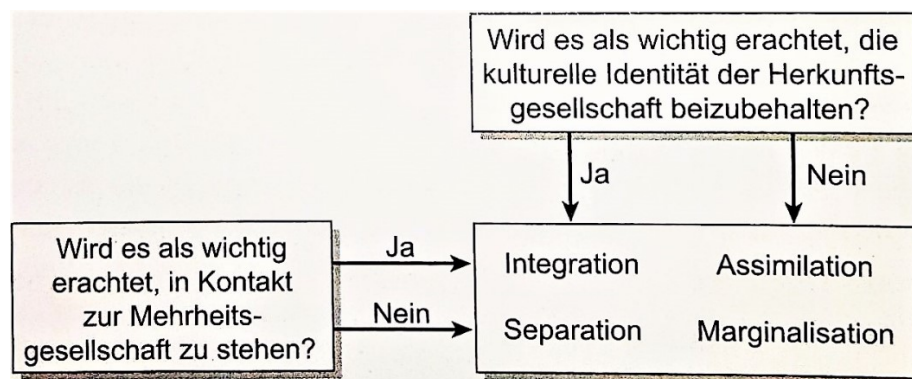 Wird es als wichtig erachtet, die
kulturelle Identität der Herkunfts-
gesellschaft beizubehalten?
Ja
Nein
Wird es als wichtig
erachtet, in Kontakt
zur Mehrheits-
gesellschaft zu stehen?
Ja
Nein
Integration
Assimilation
Separation
Marginalisation